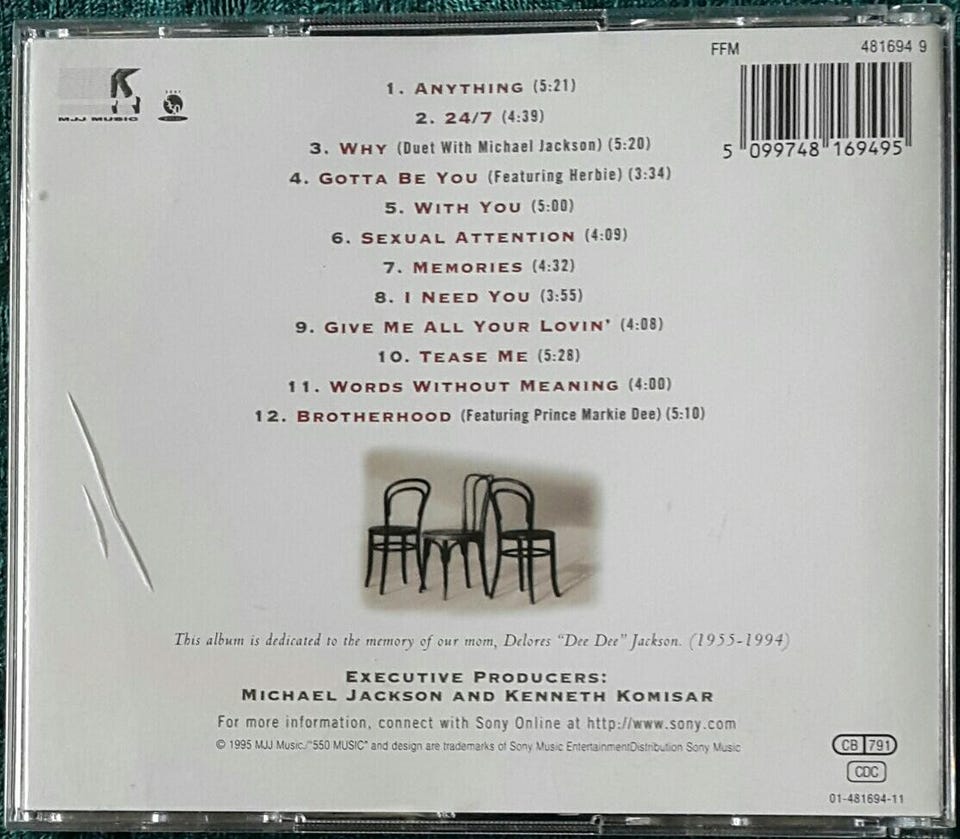 FFM 481694 9
MJJ MUSIC
550
5 099748 169495
1. ANYTHING (5:21)
2. 24/7 (4:39)
3. WHY (Duet With Michael Jackson) (5:20)
4. GOTTA BE YOU (Featuring Herbie) (3:34)
5. WITH YOU (5:00)
6. SEXUAL ATTENTION (4:09)
7. MEMORIES (4:32)
8. I NEED YOU (3:55)
9. GIVE ME ALL YOUR LOVIN' (4:08)
10. TEASE ME (5:28)
11. WORDS WITHOUT MEANING (4:00)
12. BROTHERHOOD (Featuring Prince Markie Dee) (5:10)
This album is dedicated to the memory of our mom, Delores "Dee Dee" Jackson. (1955-1994)
EXECUTIVE PRODUCERS:
MICHAEL JACKSON AND KENNETH KOMISAR
For more information, connect with Sony Online at http://www.sony.com
© 1995 MJJ Music./"550 MUSIC" and design are trademarks of Sony Music EntertainmentDistribution Sony Music
CB 791
CDC
01-481694-11